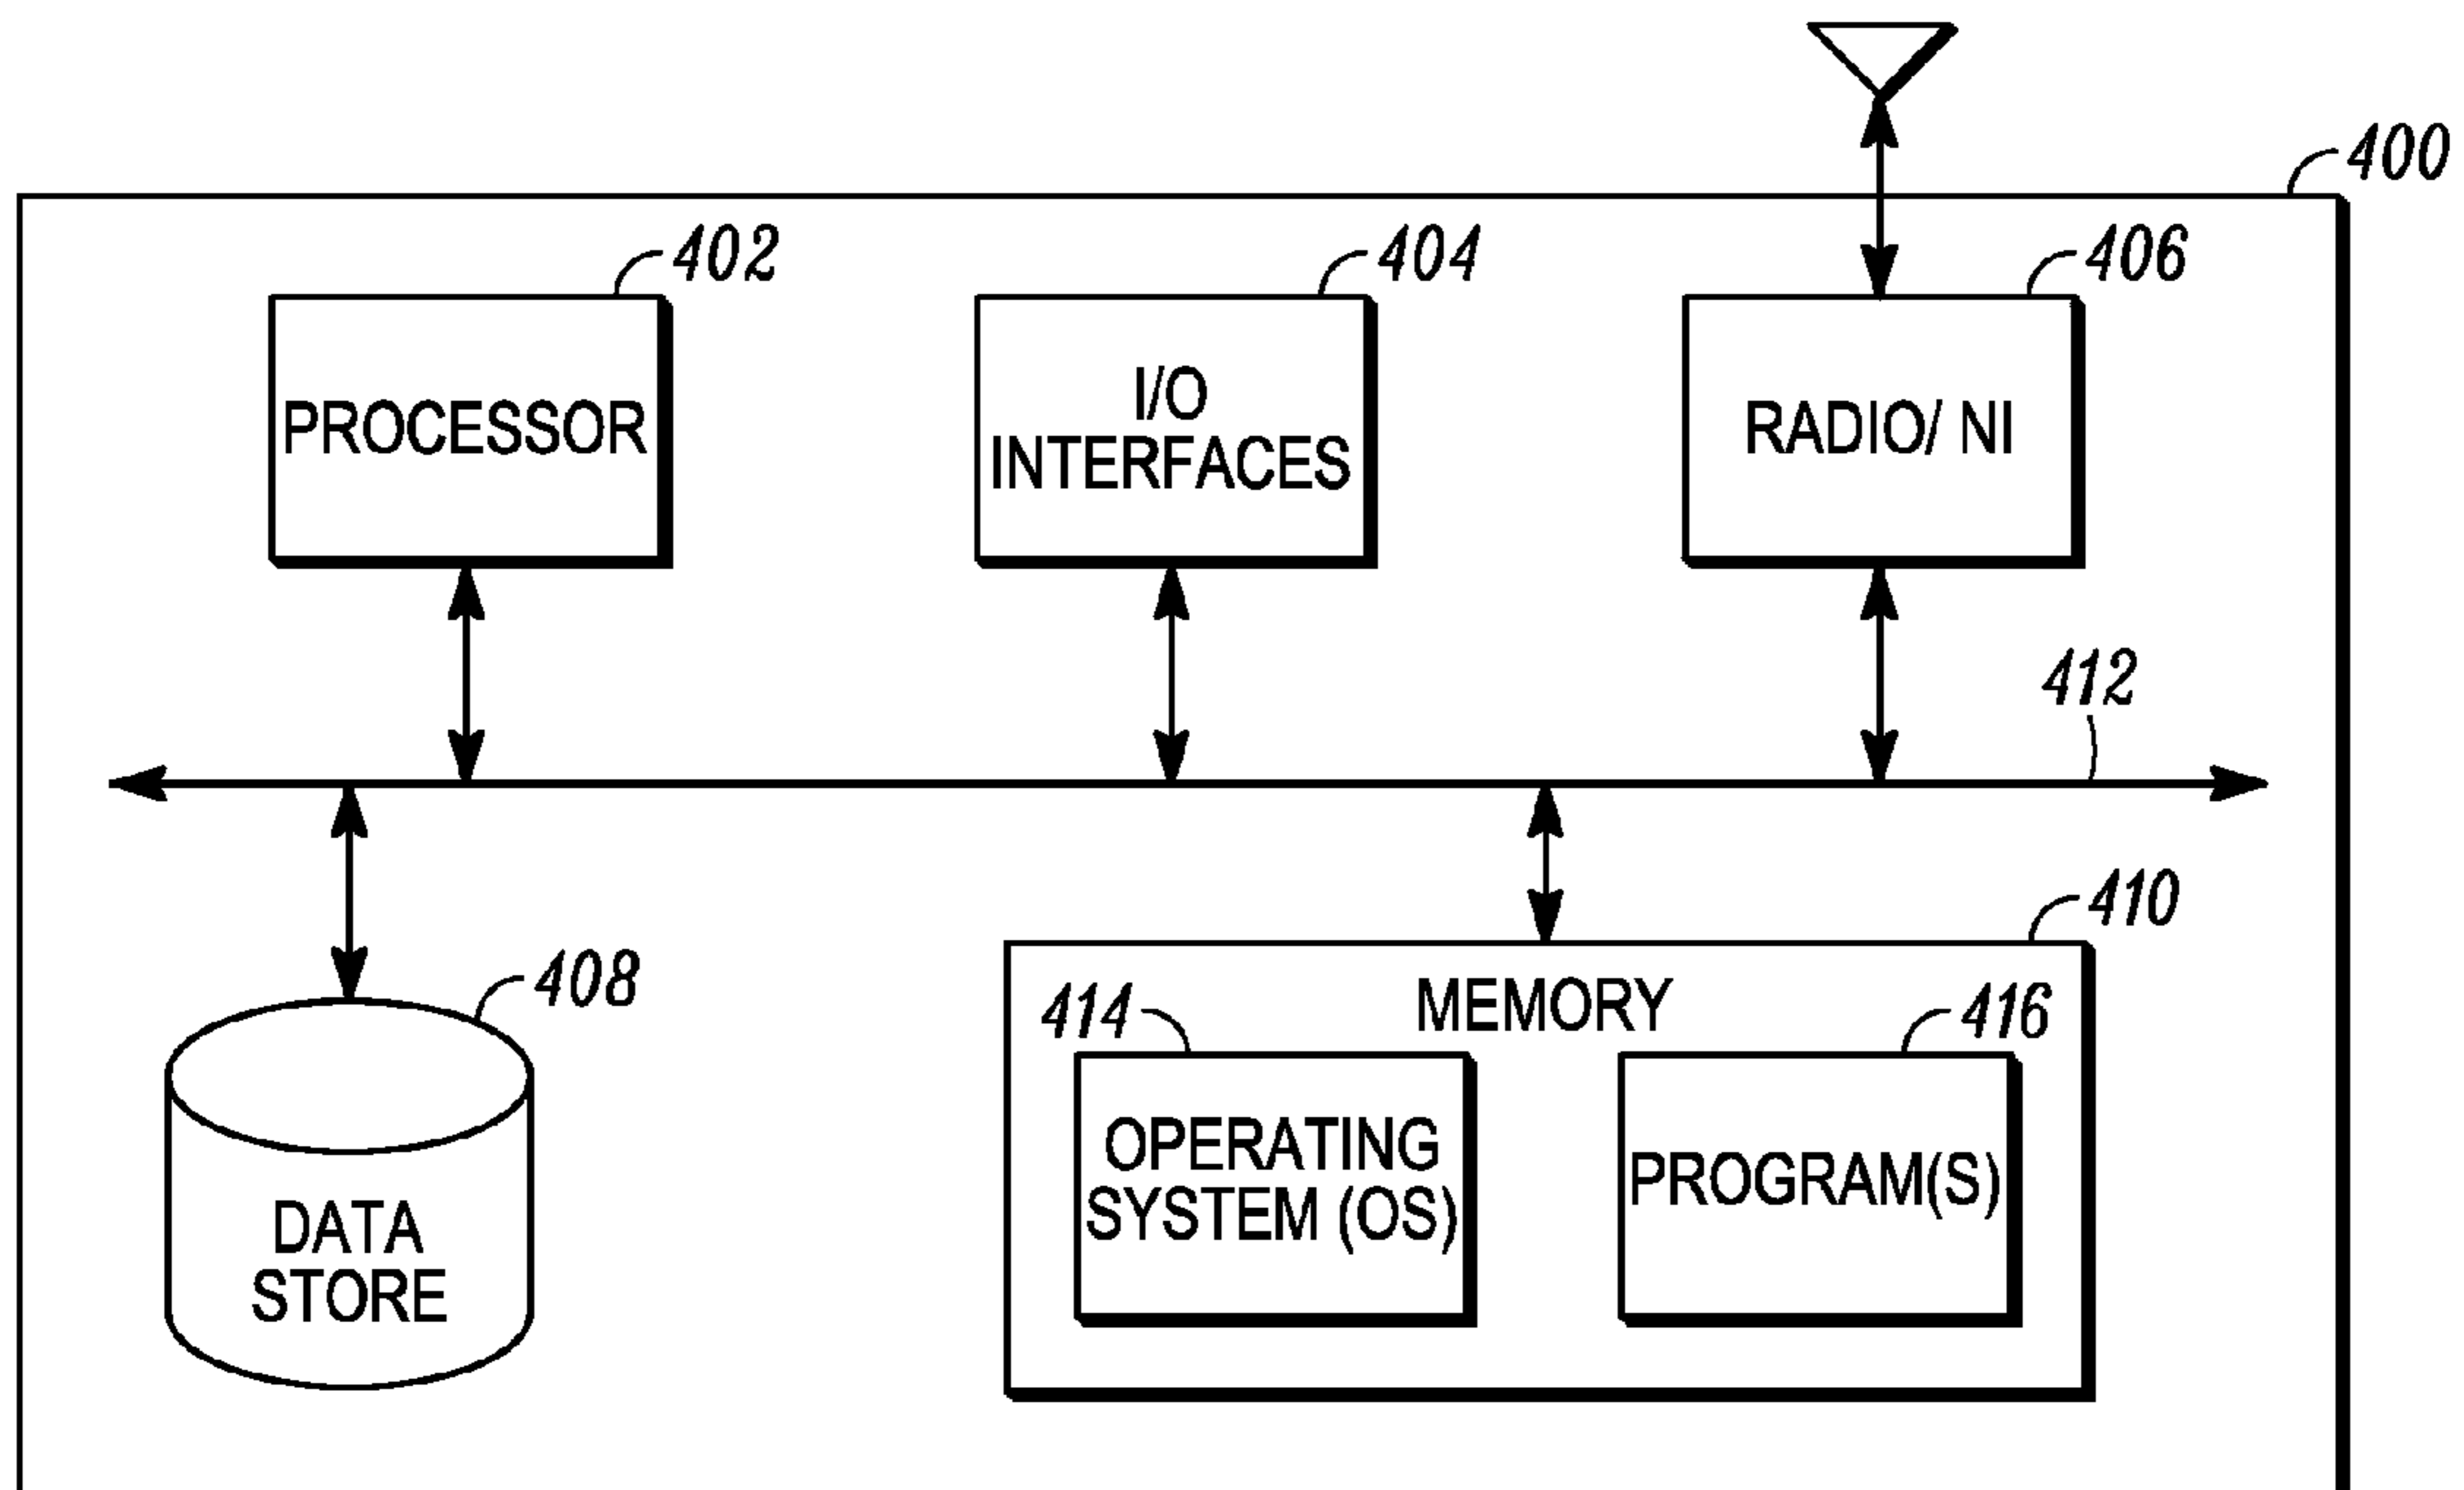 400
402
404
406
PROCESSOR
I/O
INTERFACES
RADIO/ NI
412
410
408
MEMORY
414
416
OPERATING
SYSTEM (OS)
PROGRAM(S)
DATA
STORE